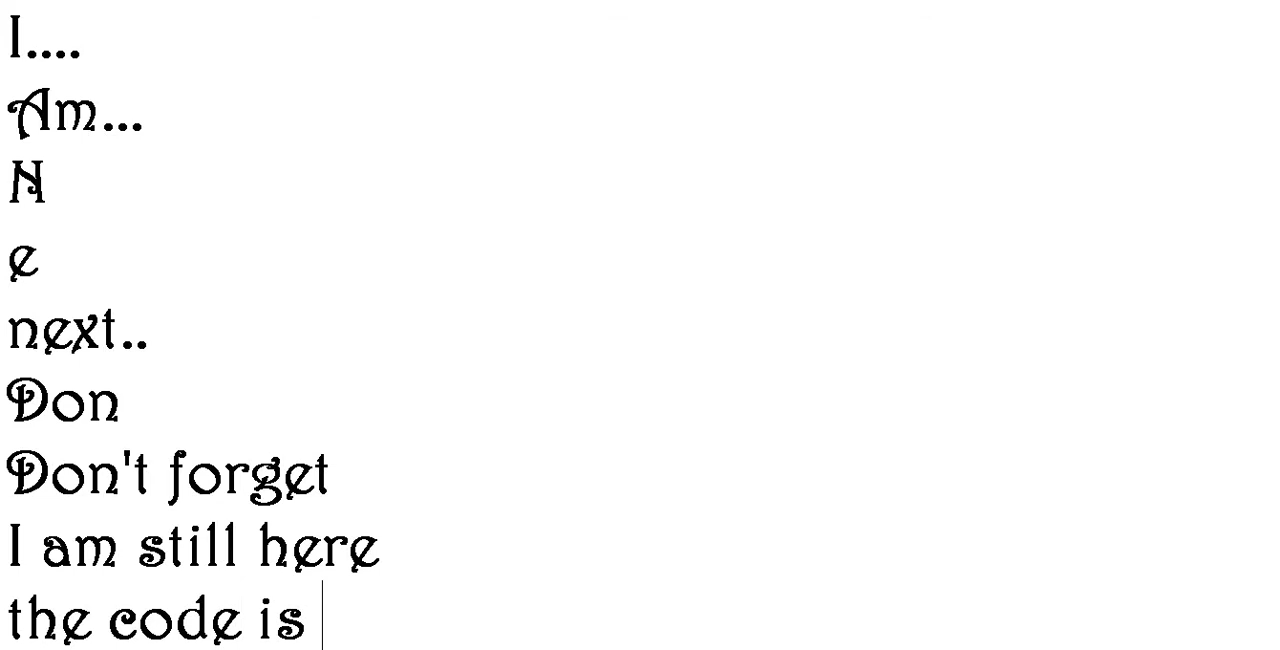 I....
Am...
N
e
next..
Don
Don't forget
I am still here
the code is